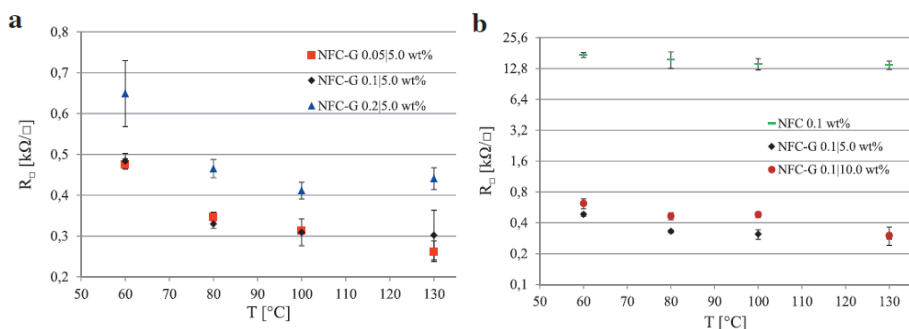 a
0,8
0,7
0,6
0,5
0,4
0,3
0,2
R□ [kΩ/□]
NFC-G 0.05|5.0 wt%
NFC-G 0.1|5.0 wt%
NFC-G 0.2|5.0 wt%
50 60 70 80 90 100 110 120 130
T [°C]
b
25,6
12,8
6,4
3,2
1,6
0,8
0,4
0,2
0,1
R□ [kΩ/□]
NFC 0.1 wt%
NFC-G 0.1|5.0 wt%
NFC-G 0.1|10.0 wt%
50 60 70 80 90 100 110 120 130
T [°C]